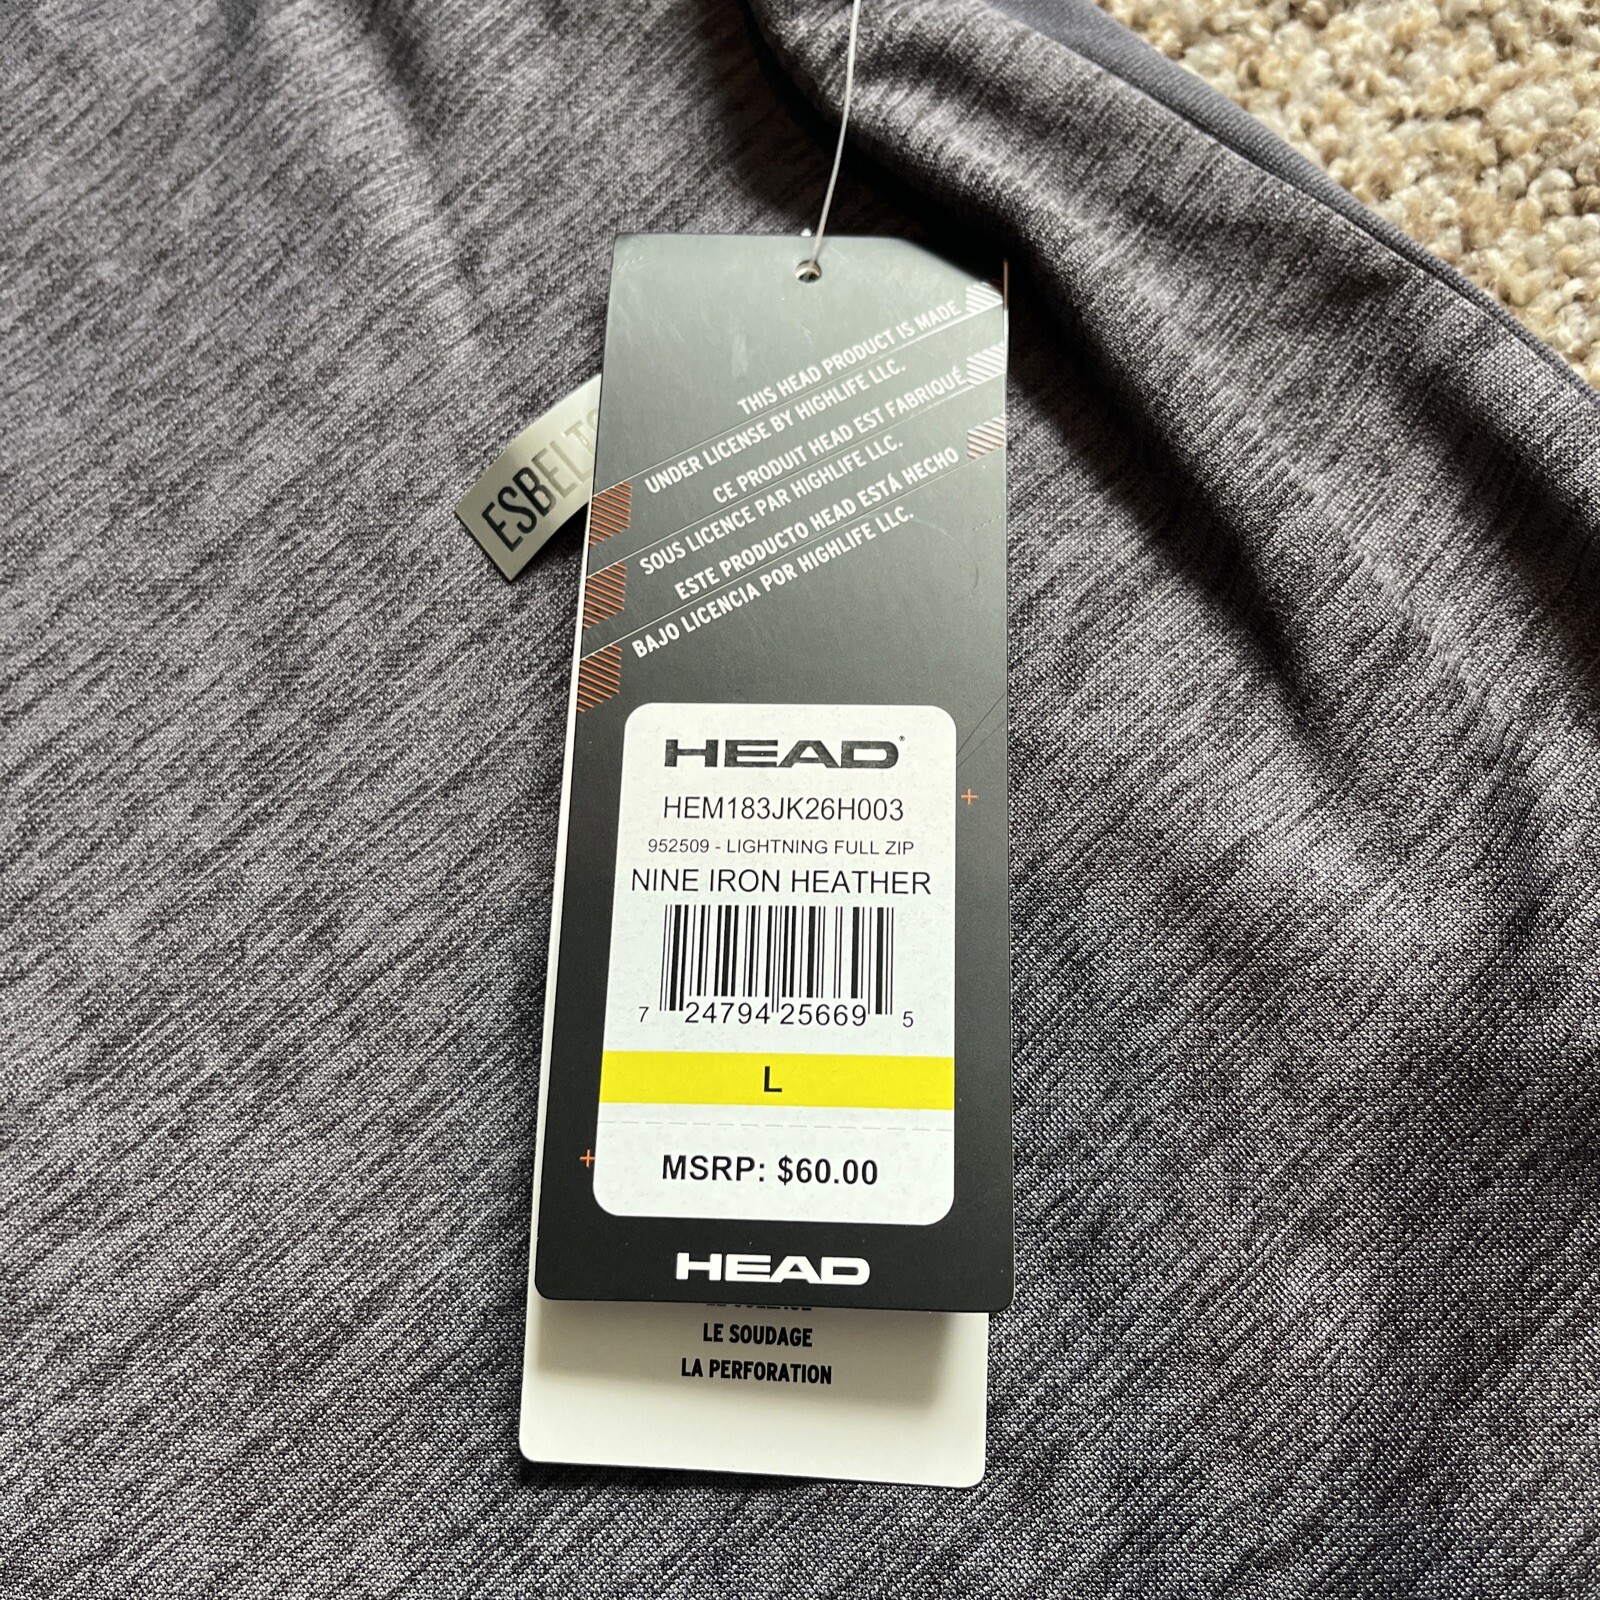 THIS HEAD PRODUCT IS MADE
UNDER LICENSE BY HIGHLIFE LLC.
CE PRODUIT HEAD EST FABRIQUÉ
SOUS LICENCE PAR HIGHLIFE LLC.
ESTE PRODUCTO HEAD ESTÁ HECHO
BAJO LICENCIA POR HIGHLIFE LLC.
ESBELTS
HEAD
HEM183JK26H003
952509 - LIGHTNING FULL ZIP
NINE IRON HEATHER
7 24794 25669 5
L
MSRP: $60.00
HEAD
LE SOUDAGE
LA PERFORATION